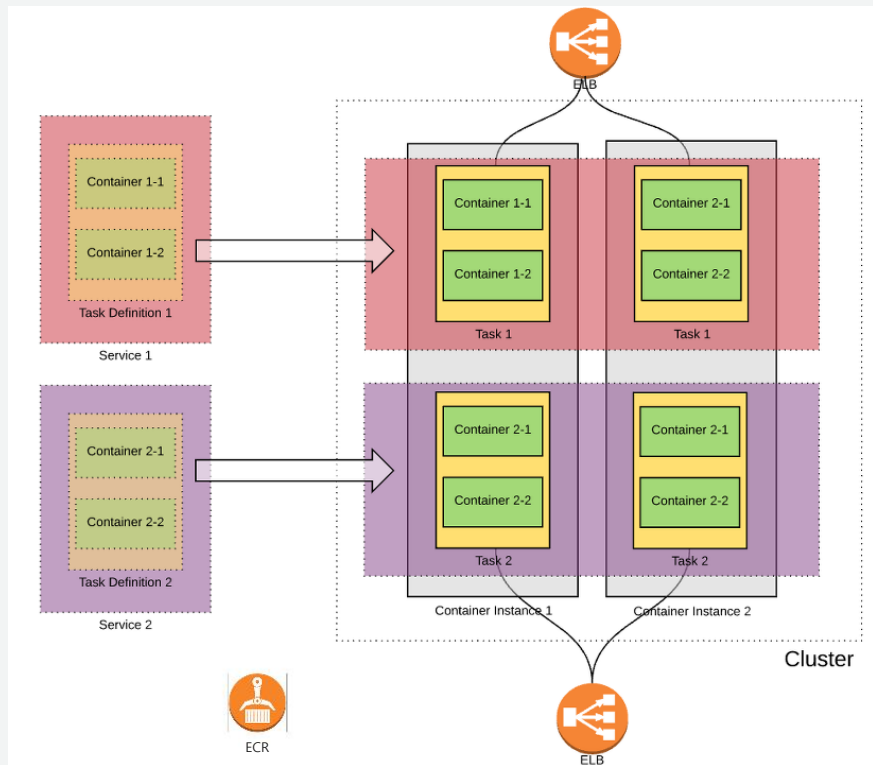 ELB
Container 1-1
Container 1-2
Task Definition 1
Service 1
Container 2-1
Container 2-2
Task Definition 2
Service 2
Container 1-1
Container 1-2
Task 1
Container 2-1
Container 2-2
Task 1
Container 2-1
Container 2-2
Task 2
Container 2-1
Container 2-2
Task 2
Container Instance 1
Container Instance 2
Cluster
ECR
ELB